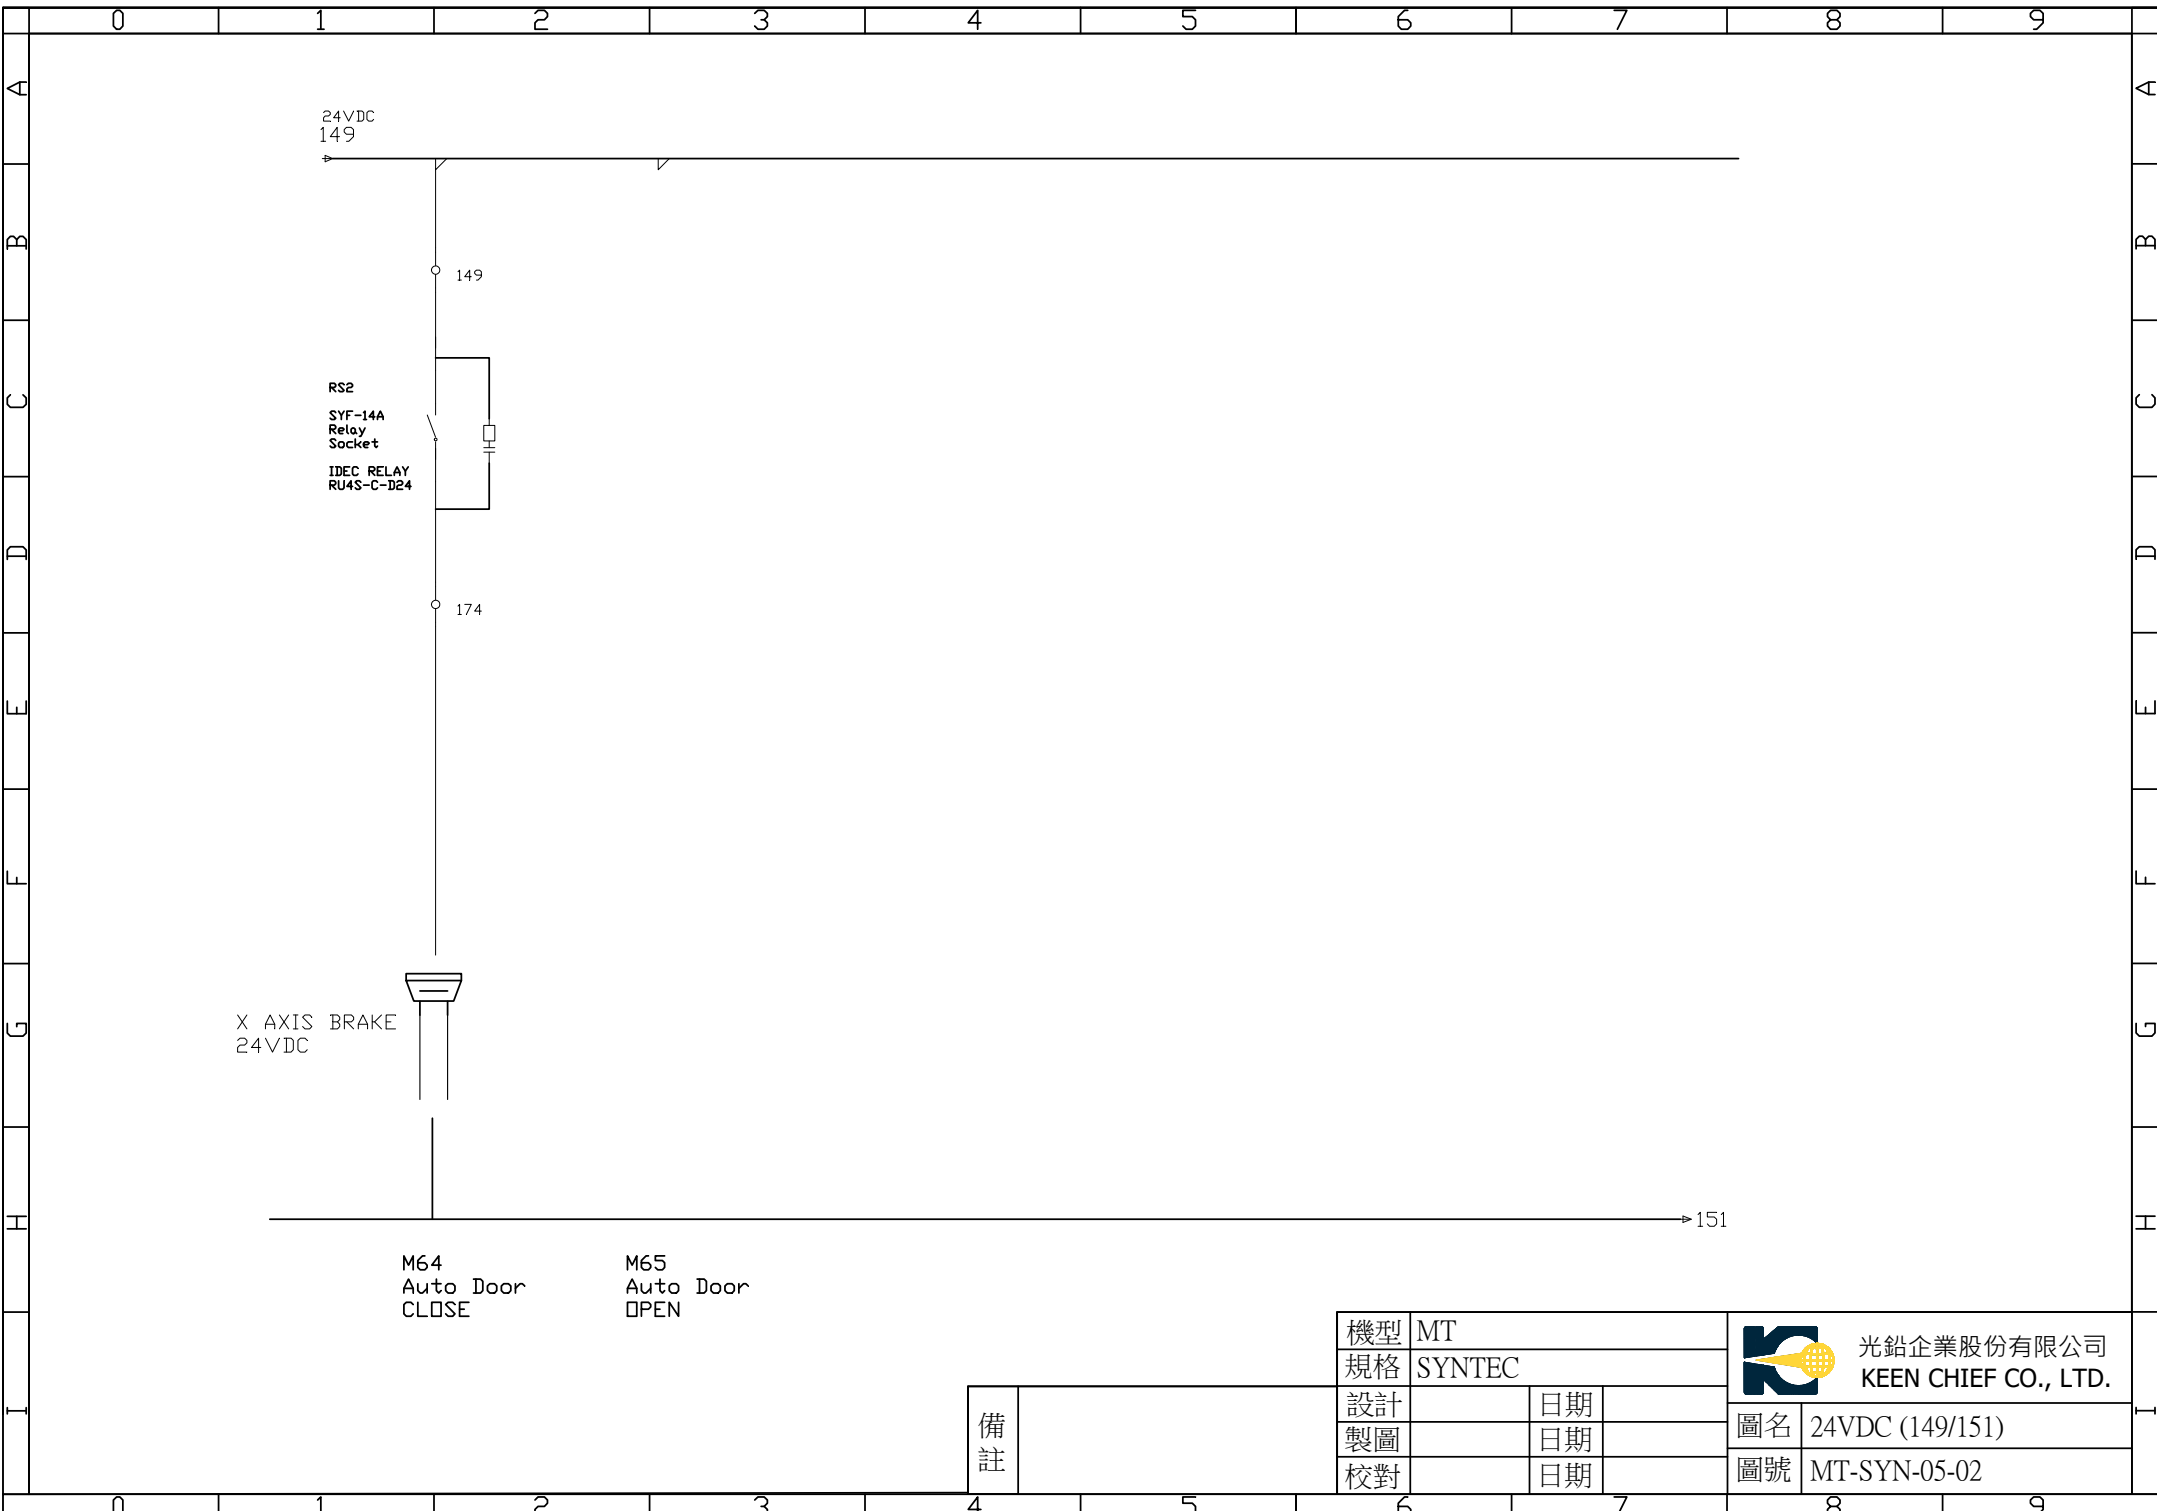 0 1 2 3 4 5 6 7 8 9
A A
24VDC
149
B B
149
C C
RS2
SYF-14A
Relay
Socket
IDEC RELAY
RU4S-C-D24
D D
174
E E
F F
G G
X AXIS BRAKE
24VDC
H H
151
M64
Auto Door
CLOSE
M65
Auto Door
OPEN
I I
機型 MT
規格 SYNTEC
設計 日期
製圖 日期
校對 日期
備註
光鉛企業股份有限公司
KEEN CHIEF CO., LTD.
圖名 24VDC (149/151)
圖號 MT-SYN-05-02
0 1 2 3 4 5 6 7 8 9